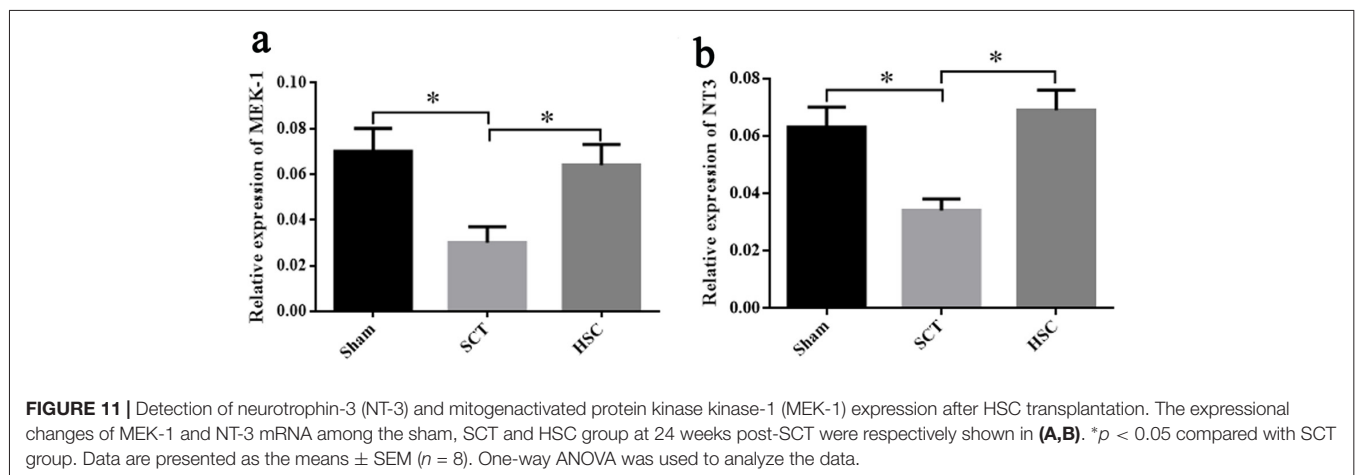 a
Relative expression of MEK-1
0.10
0.08
0.06
0.04
0.02
0.00
*
*
Sham
SCT
HSC
b
Relative expression of NT3
0.08
0.06
0.04
0.02
0.00
*
*
Sham
SCT
HSC
FIGURE 11 | Detection of neurotrophin-3 (NT-3) and mitogenactivated protein kinase kinase-1 (MEK-1) expression after HSC transplantation. The expressional
changes of MEK-1 and NT-3 mRNA among the sham, SCT and HSC group at 24 weeks post-SCT were respectively shown in (A,B). *p < 0.05 compared with SCT
group. Data are presented as the means ± SEM (n = 8). One-way ANOVA was used to analyze the data.